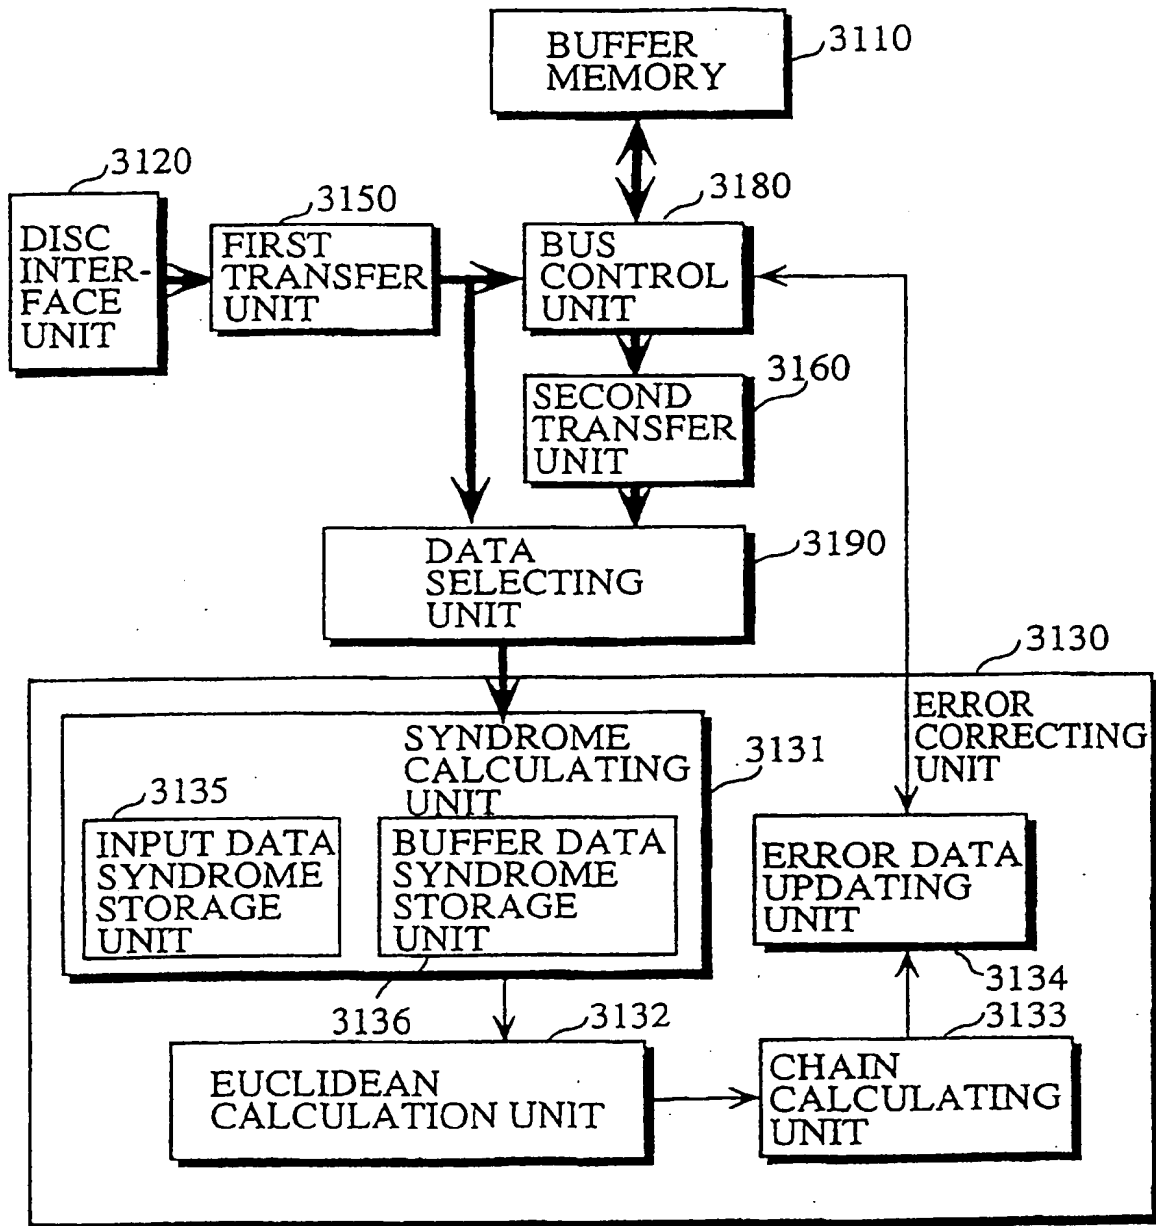 BUFFER
MEMORY
3110
3120
DISC
INTER-
FACE
UNIT
3150
FIRST
TRANSFER
UNIT
3180
BUS
CONTROL
UNIT
3160
SECOND
TRANSFER
UNIT
DATA
SELECTING
UNIT
3190
3130
ERROR
CORRECTING
UNIT
SYNDROME
CALCULATING
UNIT
3131
3135
INPUT DATA
SYNDROME
STORAGE
UNIT
BUFFER DATA
SYNDROME
STORAGE
UNIT
3136
ERROR DATA
UPDATING
UNIT
3134
3132
EUCLIDEAN
CALCULATION UNIT
3133
CHAIN
CALCULATING
UNIT